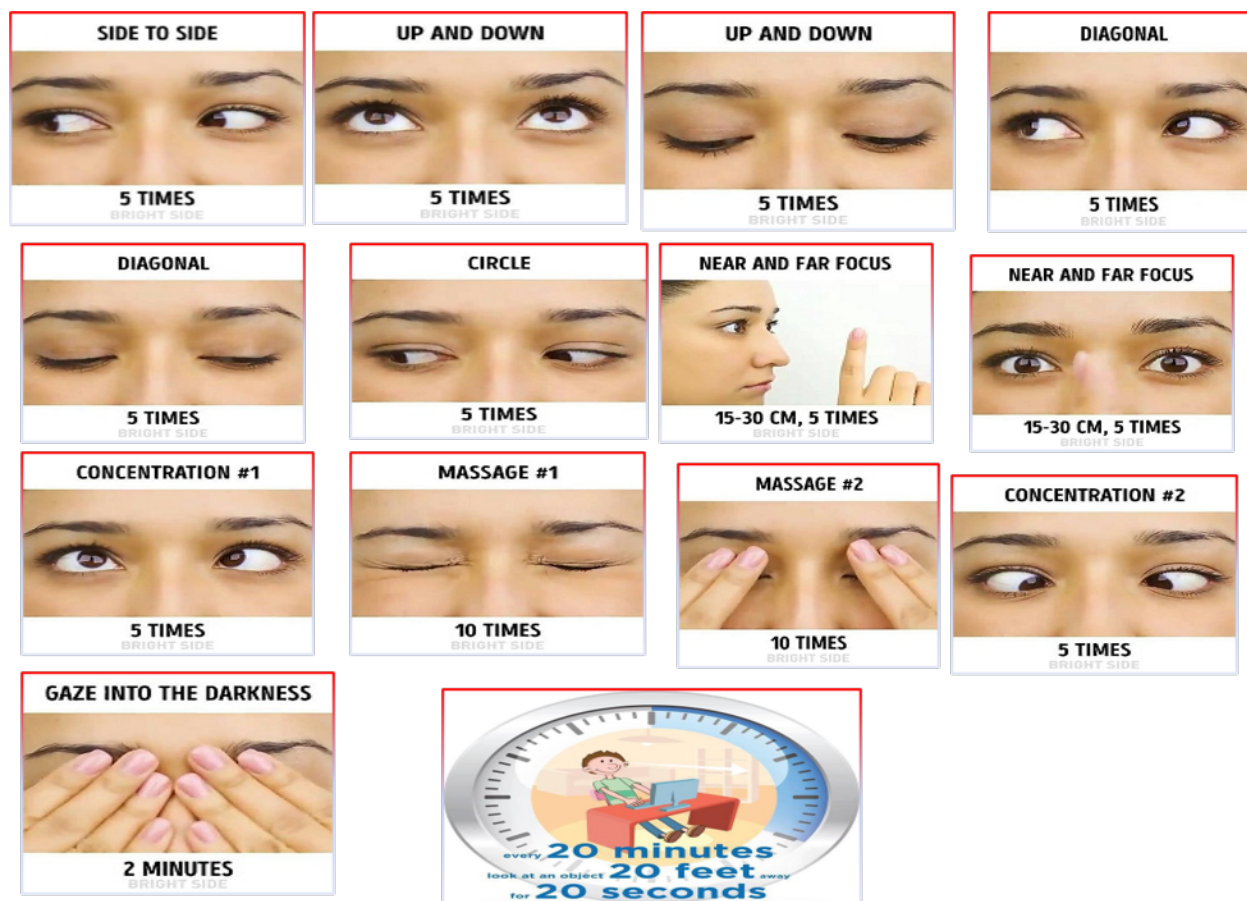 SIDE TO SIDE
5 TIMES
BRIGHT SIDE
UP AND DOWN
5 TIMES
BRIGHT SIDE
UP AND DOWN
5 TIMES
BRIGHT SIDE
DIAGONAL
5 TIMES
BRIGHT SIDE
DIAGONAL
5 TIMES
BRIGHT SIDE
CIRCLE
5 TIMES
BRIGHT SIDE
NEAR AND FAR FOCUS
15-30 CM, 5 TIMES
BRIGHT SIDE
NEAR AND FAR FOCUS
15-30 CM, 5 TIMES
BRIGHT SIDE
CONCENTRATION #1
5 TIMES
BRIGHT SIDE
MASSAGE #1
10 TIMES
BRIGHT SIDE
MASSAGE #2
10 TIMES
BRIGHT SIDE
CONCENTRATION #2
5 TIMES
BRIGHT SIDE
GAZE INTO THE DARKNESS
2 MINUTES
BRIGHT SIDE
every 20 minutes
look at an object 20 feet away
for 20 seconds